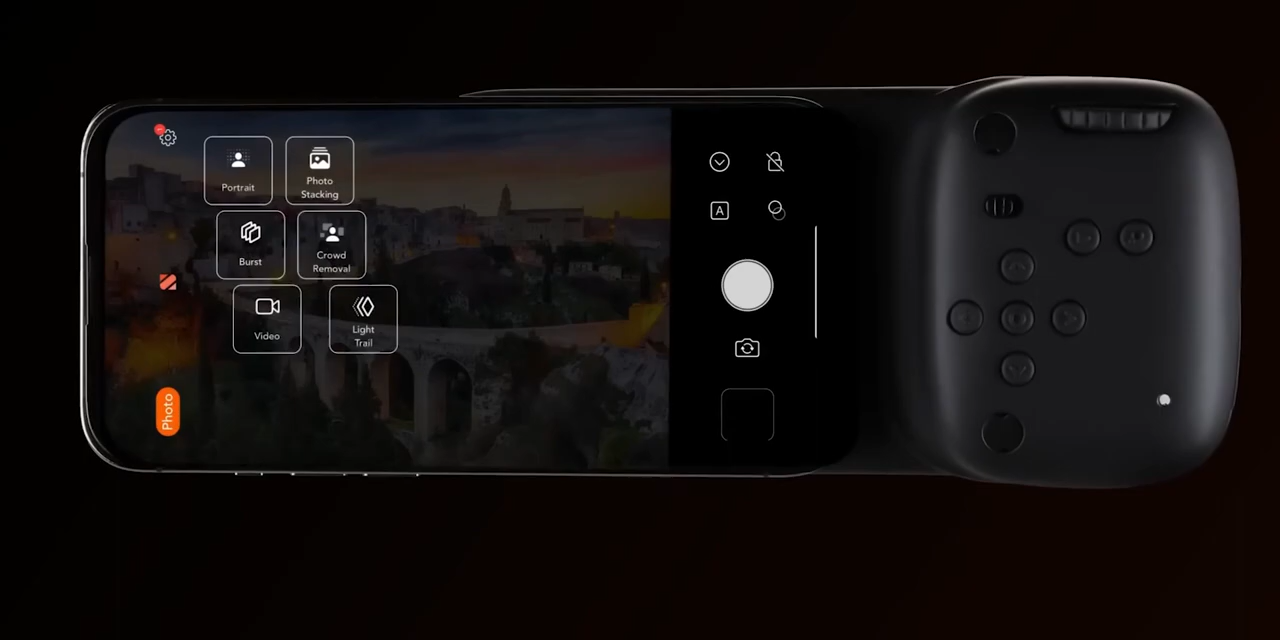 Portrait
Photo
Stacking
Burst
Crowd
Removal
Video
Light
Trail
Photo
A